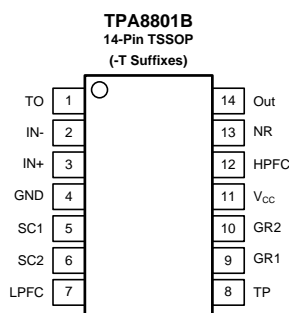 TPA8801B
14-Pin TSSOP
(-T Suffixes)
TO 1 14 Out
IN- 2 13 NR
IN+ 3 12 HPFC
GND 4 11 VCC
SC1 5 10 GR2
SC2 6 9 GR1
LPFC 7 8 TP